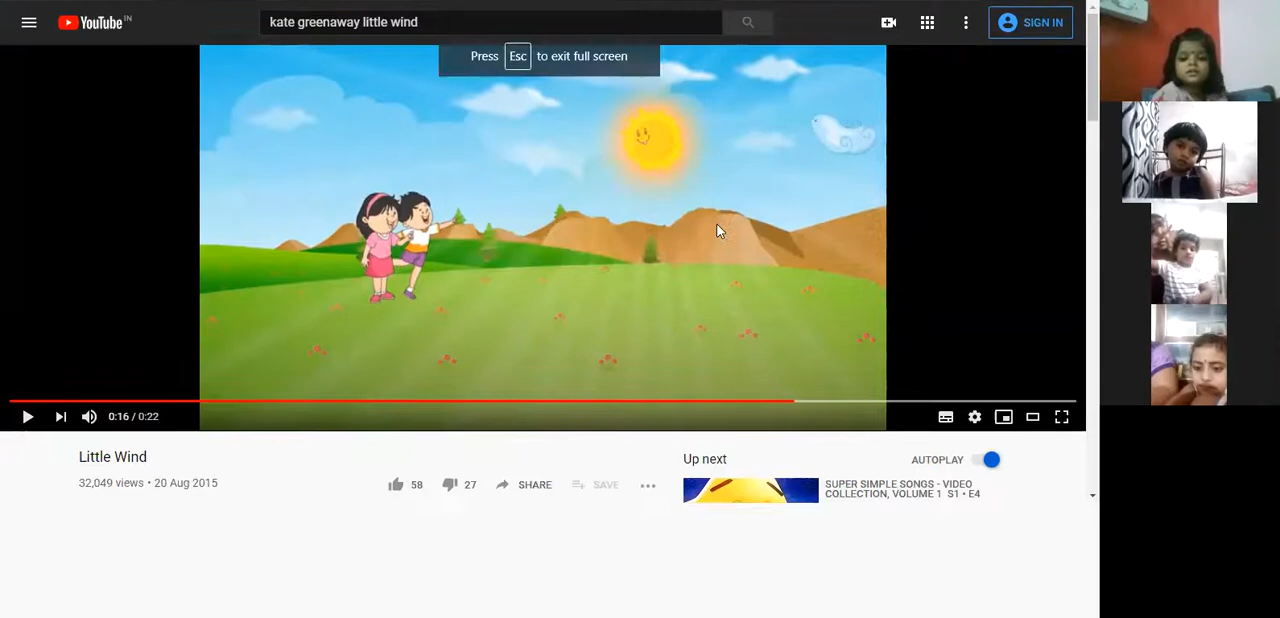 YouTube IN
kate greenaway little wind
SIGN IN
Press Esc to exit full screen
0:16 / 0:22
Little Wind
32,049 views • 20 Aug 2015
58
27
SHARE
SAVE
Up next
AUTOPLAY
SUPER SIMPLE SONGS - VIDEO
COLLECTION, VOLUME 1 S1 • E4